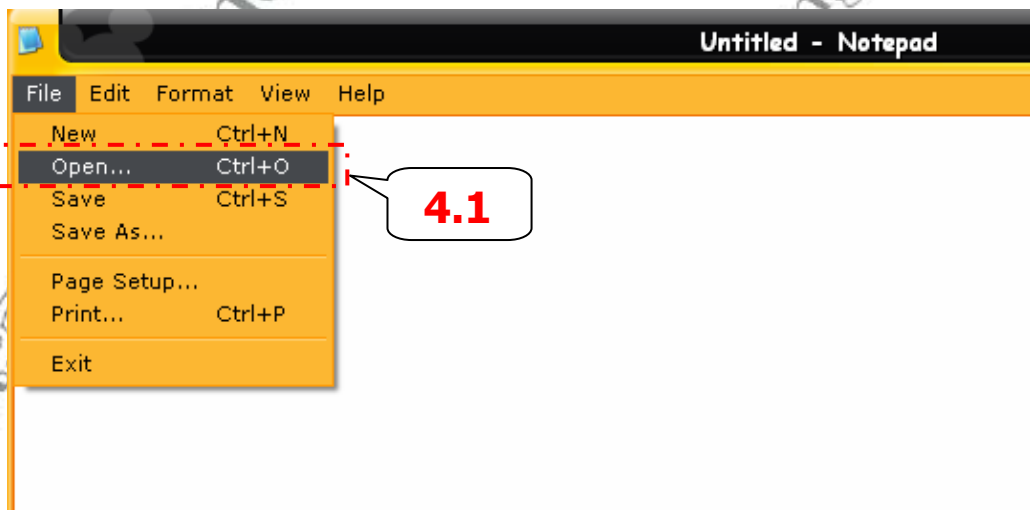 Untitled - Notepad
File Edit Format View Help
New Ctrl+N
Open... Ctrl+O
Save Ctrl+S
Save As...
Page Setup...
Print... Ctrl+P
Exit
4.1